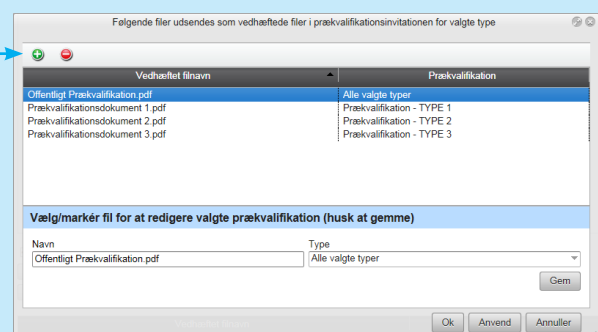 Følgende filer udsendes som vedhæftede filer i prækvalifikationsinvitationen for valgte type
Vedhæftet filnavn Prækvalifikation
Offentligt Prækvalifikation.pdf Alle valgte typer
Prækvalifikationsdokument 1.pdf Prækvalifikation - TYPE 1
Prækvalifikationsdokument 2.pdf Prækvalifikation - TYPE 2
Prækvalifikationsdokument 3.pdf Prækvalifikation - TYPE 3
Vælg/markér fil for at redigere valgte prækvalifikation (husk at gemme)
Navn Type
Offentligt Prækvalifikation.pdf Alle valgte typer
Gem
Vedhæftet filnavn
Ok Anvend Annuller